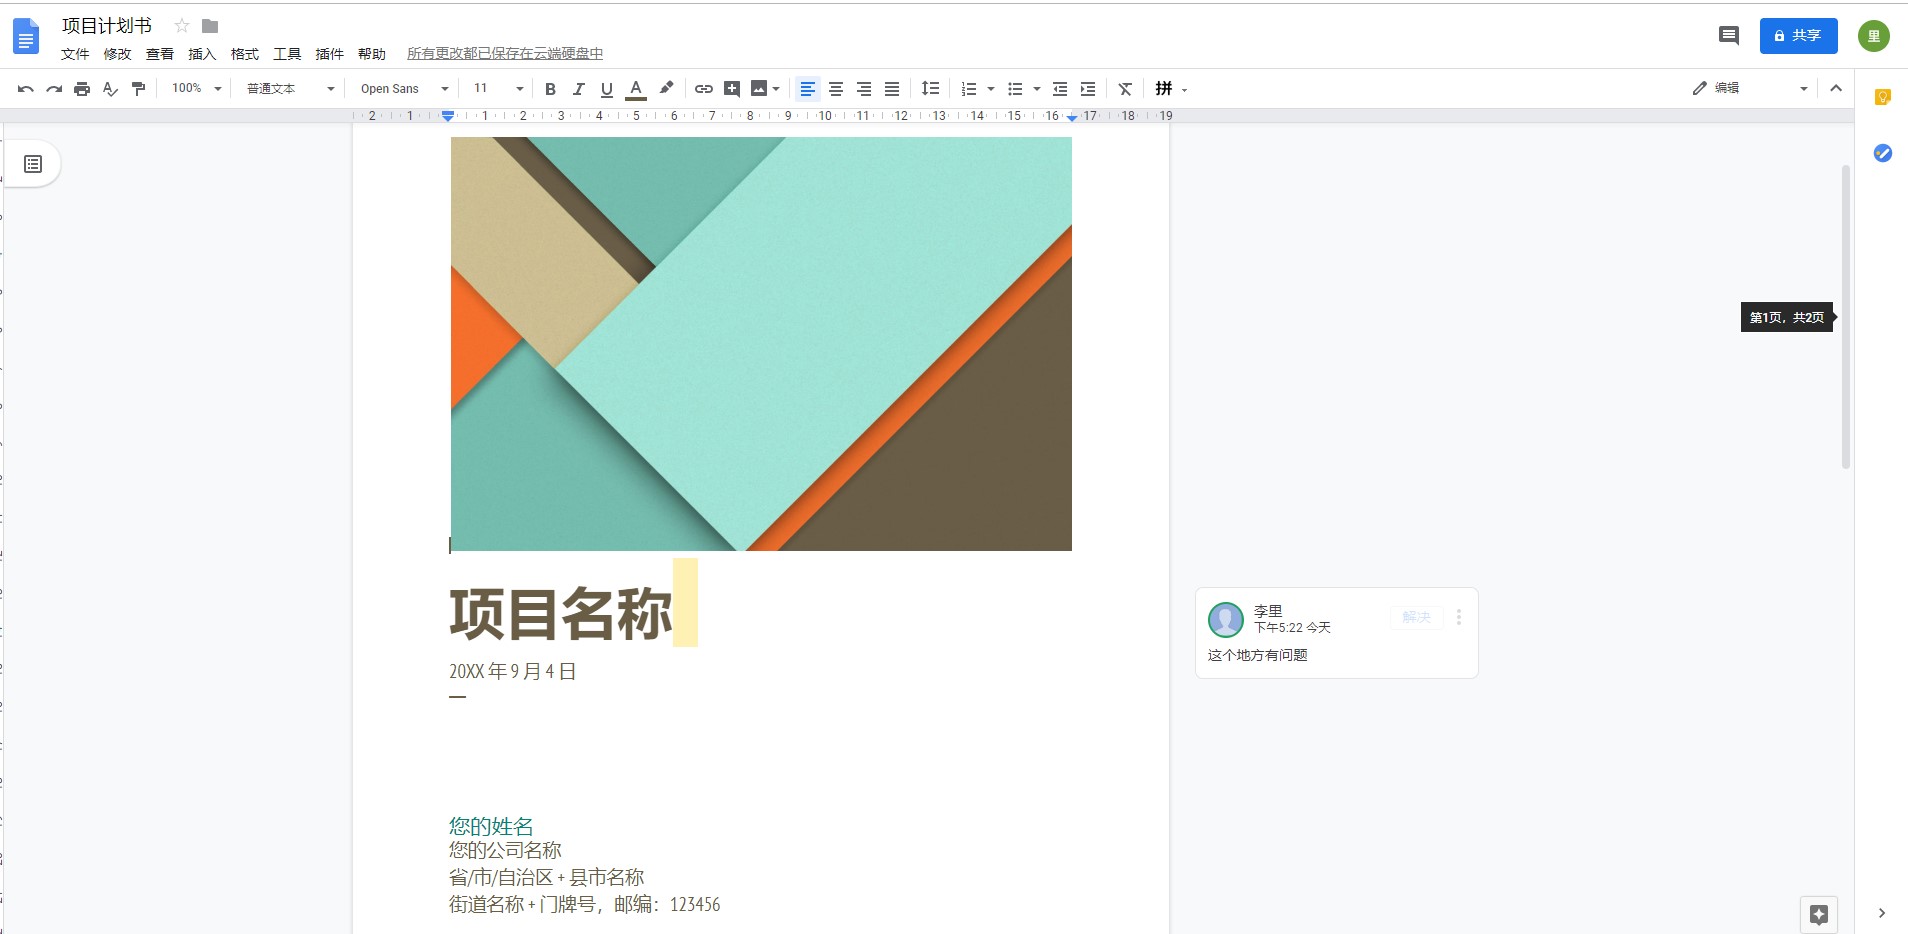 项目计划书
文件 修改 查看 插入 格式 工具 插件 帮助 所有更改都已保存在云端硬盘中
共享
里
100% 普通文本 Open Sans 11 B I U A 拼 编辑
2 1 1 2 3 4 5 6 7 8 9 10 11 12 13 14 15 16 17 18 19
第1页，共2页
项目名称
20XX 年 9 月 4 日
李里
下午5:22 今天
解决
这个地方有问题
您的姓名
您的公司名称
省/市/自治区 + 县市名称
街道名称 + 门牌号，邮编：123456